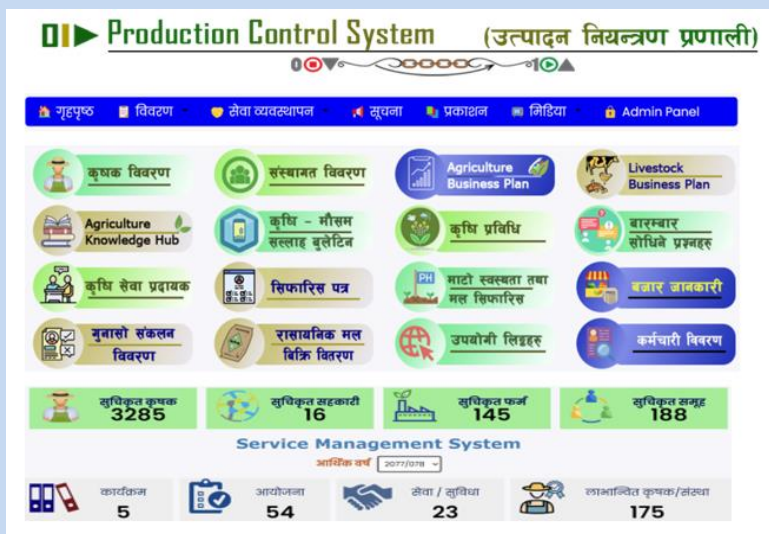 Production Control System (उत्पादन नियन्त्रण प्रणाली)
गृहपृष्ठ विवरण सेवा व्यवस्थापन सूचना प्रकाशन मिडिया Admin Panel
कृषक विवरण
संस्थागत विवरण
Agriculture
Business Plan
Livestock
Business Plan
Agriculture
Knowledge Hub
कृषि - मौसम
सल्लाह बुलेटिन
कृषि प्रविधि
बारम्बार
सोधिने प्रश्नहरु
कृषि सेवा प्रदायक
सिफारिस पत्र
PH
माटो स्वस्थता तथा
मल सिफारिस
बजार जानकारी
गुनासो संकलन
विवरण
रासायनिक मल
बिक्रि वितरण
उपयोगी लिङ्कहरु
कर्मचारी विवरण
सुचिकृत कृषक
3285
सुचिकृत सहकारी
16
सुचिकृत फर्म
145
सुचिकृत समूह
188
Service Management System
आर्थिक वर्ष 2077/078
कार्यक्रम
5
आयोजना
54
सेवा / सुविधा
23
लाभान्वित कृषक/संस्था
175